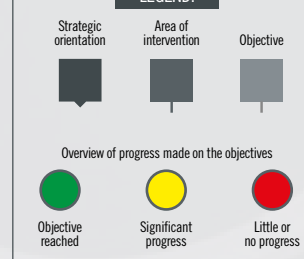 LEGEND:
Strategic
orientation
Area of
intervention
Objective
Overview of progress made on the objectives
Objective
reached
Significant
progress
Little or
no progress